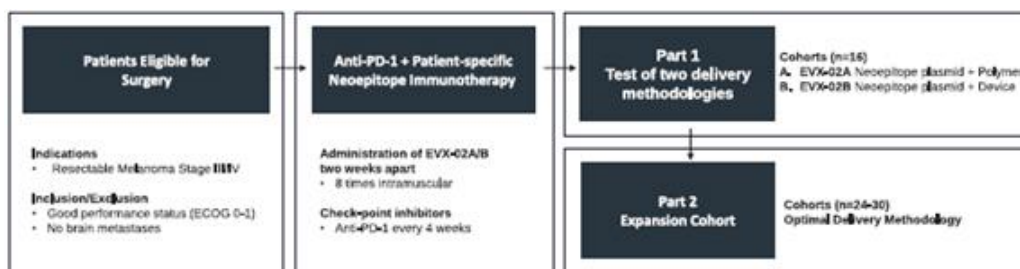 Patients Eligible for
Surgery
Indications
• Resectable Melanoma Stage III/IV
Inclusion/Exclusion
• Good performance status (ECOG 0-1)
• No brain metastases
Anti-PD-1 + Patient-specific
Neoepitope Immunotherapy
Administration of EVX-02A/B
two weeks apart
• 8 times intramuscular
Check-point inhibitors
• Anti-PD-1 every 4 weeks
Part 1
Test of two delivery
methodologies
Cohorts (n=16)
A. EVX-02A Neoepitope plasmid + Polyme
B. EVX-02B Neoepitope plasmid + Device
Part 2
Expansion Cohort
Cohorts (n=24-30)
Optimal Delivery Methodology